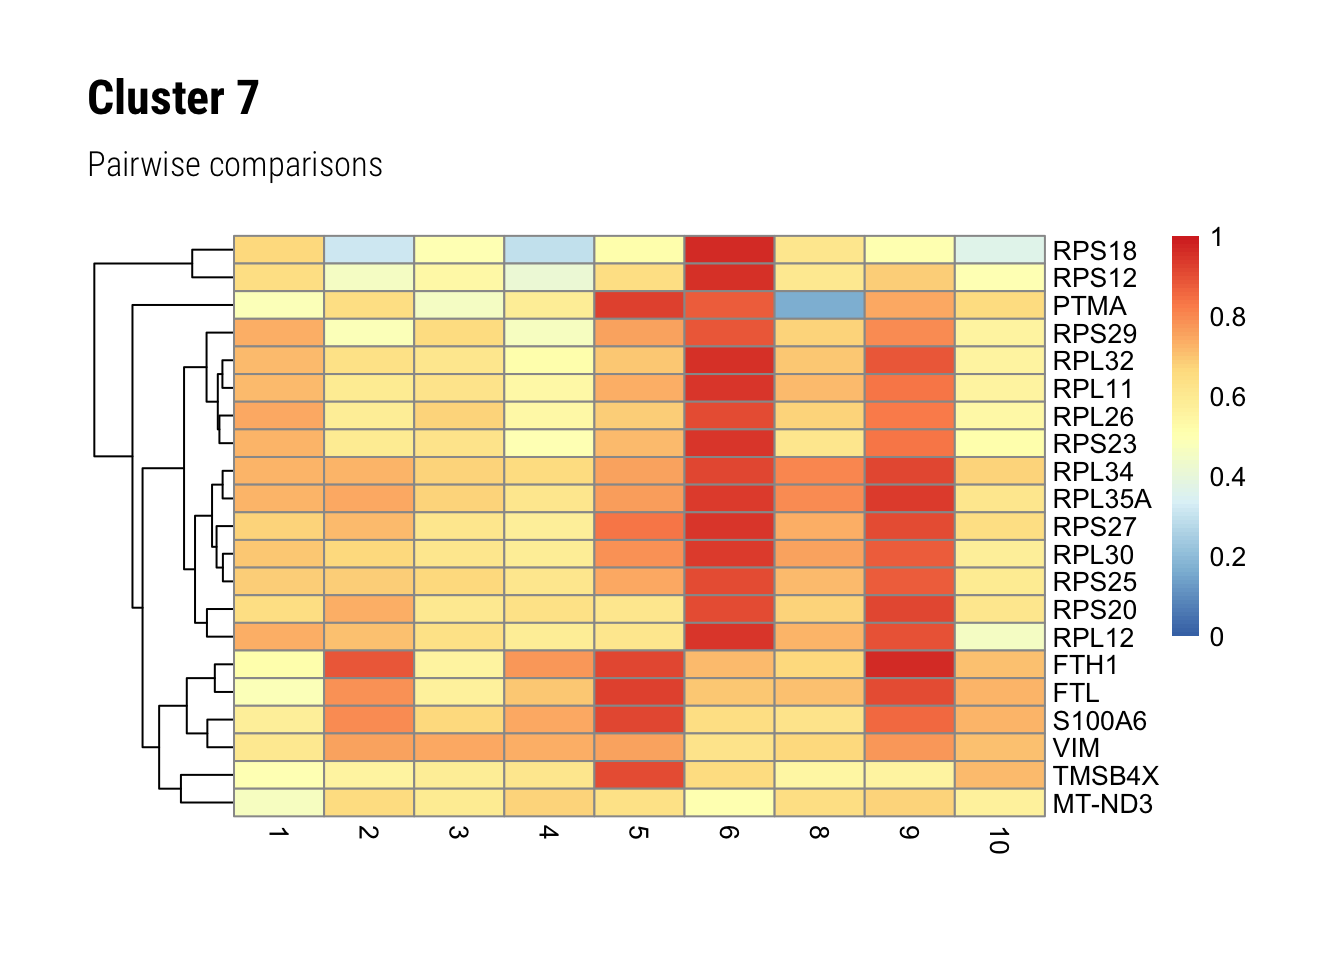 Cluster 7
Pairwise comparisons
RPS18
RPS12
PTMA
RPS29
RPL32
RPL11
RPL26
RPS23
RPL34
RPL35A
RPS27
RPL30
RPS25
RPS20
RPL12
FTH1
FTL
S100A6
VIM
TMSB4X
MT-ND3
1
0.8
0.6
0.4
0.2
0
1 2 3 4 5 6 8 9 10